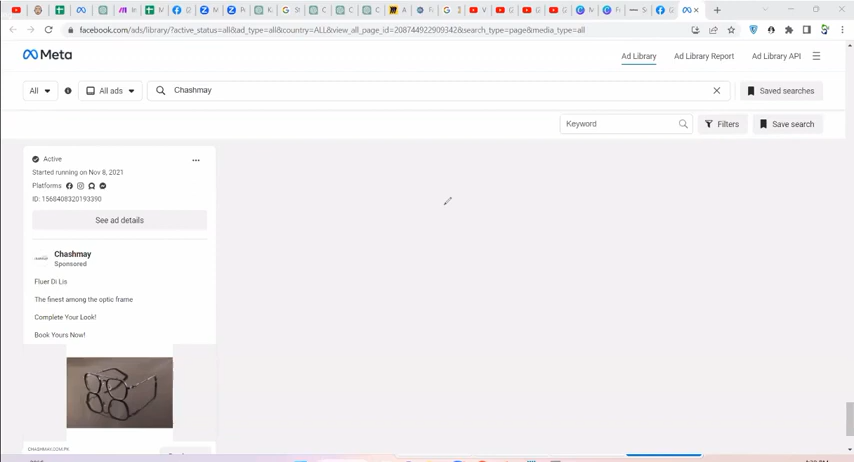 facebook.com/ads/library/?active_status=all&ad_type=all&country=ALL&view_all_page_id=208744922909342&search_type=page&media_type=all
Meta
Ad Library
Ad Library Report
Ad Library API
All
All ads
Chashmay
Saved searches
Keyword
Filters
Save search
Active
Started running on Nov 8, 2021
Platforms
ID: 1568408320193390
See ad details
Chashmay
Sponsored
Fluer Di Lis
The finest among the optic frame
Complete Your Look!
Book Yours Now!
CHASHMAY.COM.PK